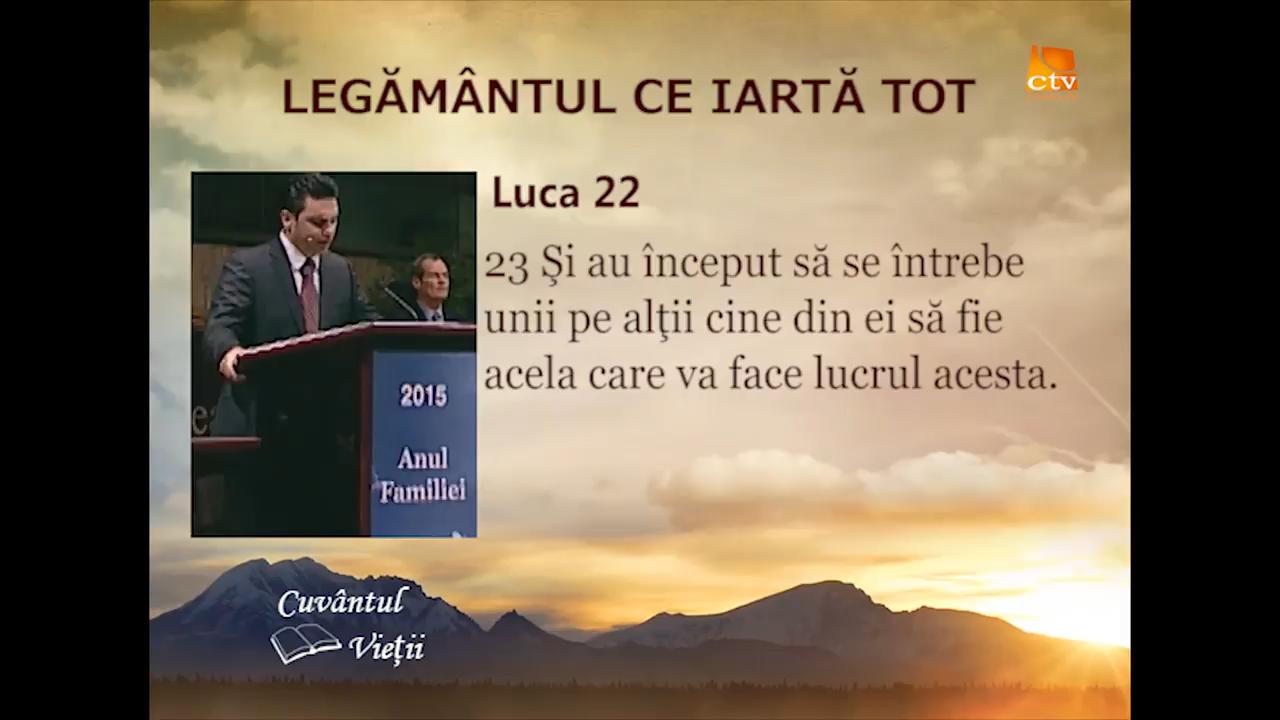 LEGĂMÂNTUL CE IARTĂ TOT
ctv
Luca 22
23 Şi au început să se întrebe
unii pe alţii cine din ei să fie
acela care va face lucrul acesta.
2015
Anul
Familiei
Cuvântul
Vieții